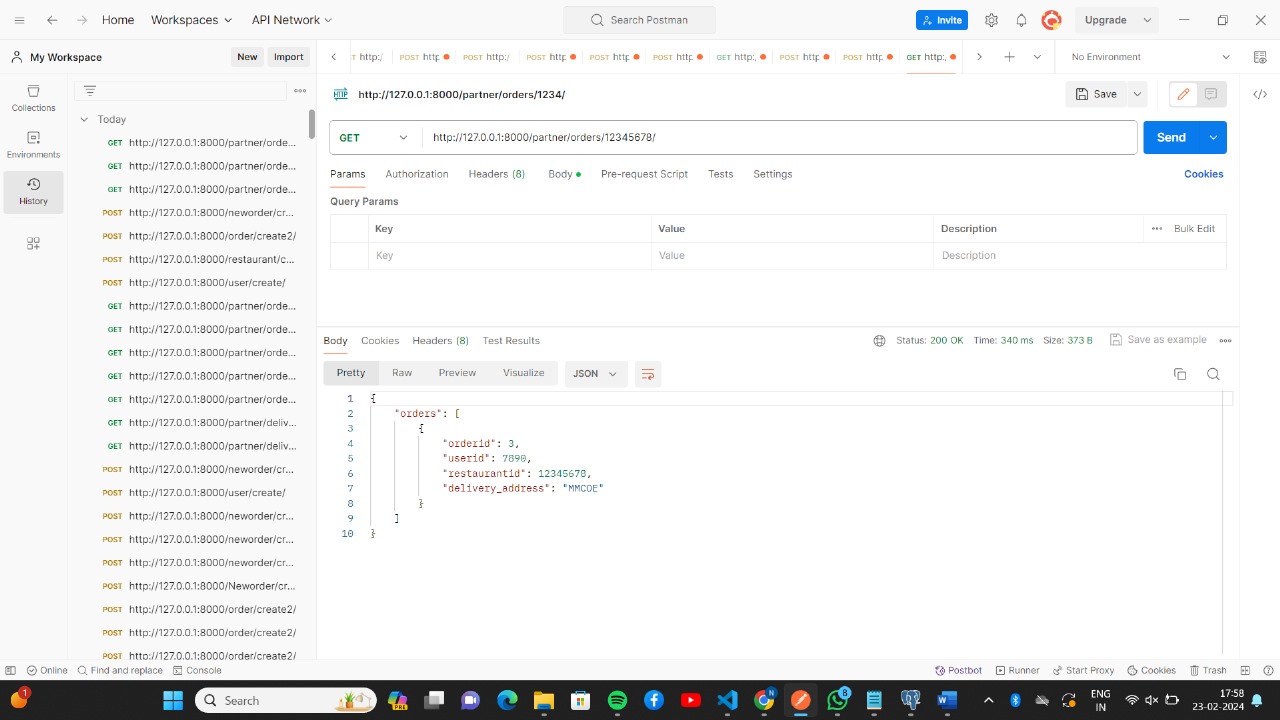 Home Workspaces API Network Search Postman Invite Upgrade
My Workspace New Import
T http:/ POST http POST http:/ POST http POST http POST http GET http:, POST http POST http GET http:, No Environment
Collections
Environments
History
Today
GET http://127.0.0.1:8000/partner/orde...
GET http://127.0.0.1:8000/partner/orde...
GET http://127.0.0.1:8000/partner/orde...
POST http://127.0.0.1:8000/neworder/cr...
POST http://127.0.0.1:8000/order/create2/
POST http://127.0.0.1:8000/restaurant/c...
POST http://127.0.0.1:8000/user/create/
GET http://127.0.0.1:8000/partner/orde...
GET http://127.0.0.1:8000/partner/orde...
GET http://127.0.0.1:8000/partner/orde...
GET http://127.0.0.1:8000/partner/orde...
GET http://127.0.0.1:8000/partner/orde...
GET http://127.0.0.1:8000/partner/deliv...
GET http://127.0.0.1:8000/partner/deliv...
POST http://127.0.0.1:8000/neworder/cr...
POST http://127.0.0.1:8000/user/create/
POST http://127.0.0.1:8000/neworder/cr...
POST http://127.0.0.1:8000/neworder/cr...
POST http://127.0.0.1:8000/neworder/cr...
POST http://127.0.0.1:8000/Neworder/cr...
POST http://127.0.0.1:8000/order/create2/
POST http://127.0.0.1:8000/order/create2/
POST http://127.0.0.1:8000/order/create2/
HTTP http://127.0.0.1:8000/partner/orders/1234/ Save
GET http://127.0.0.1:8000/partner/orders/12345678/ Send
Params Authorization Headers (8) Body Pre-request Script Tests Settings Cookies
Query Params
Key Value Description Bulk Edit
Key Value Description
Body Cookies Headers (8) Test Results Status: 200 OK Time: 340 ms Size: 373 B Save as example
Pretty Raw Preview Visualize JSON
1 {
2 "orders": [
3 {
4 "orderid": 3,
5 "userid": 7890,
6 "restaurantid": 12345678,
7 "delivery_address": "MMCOE"
8 }
9 ]
10 }
Online Find and replace Console Postbot Runner Start Proxy Cookies Trash
1 Search PRE N 8 ENG IN 17:58
23-02-2024